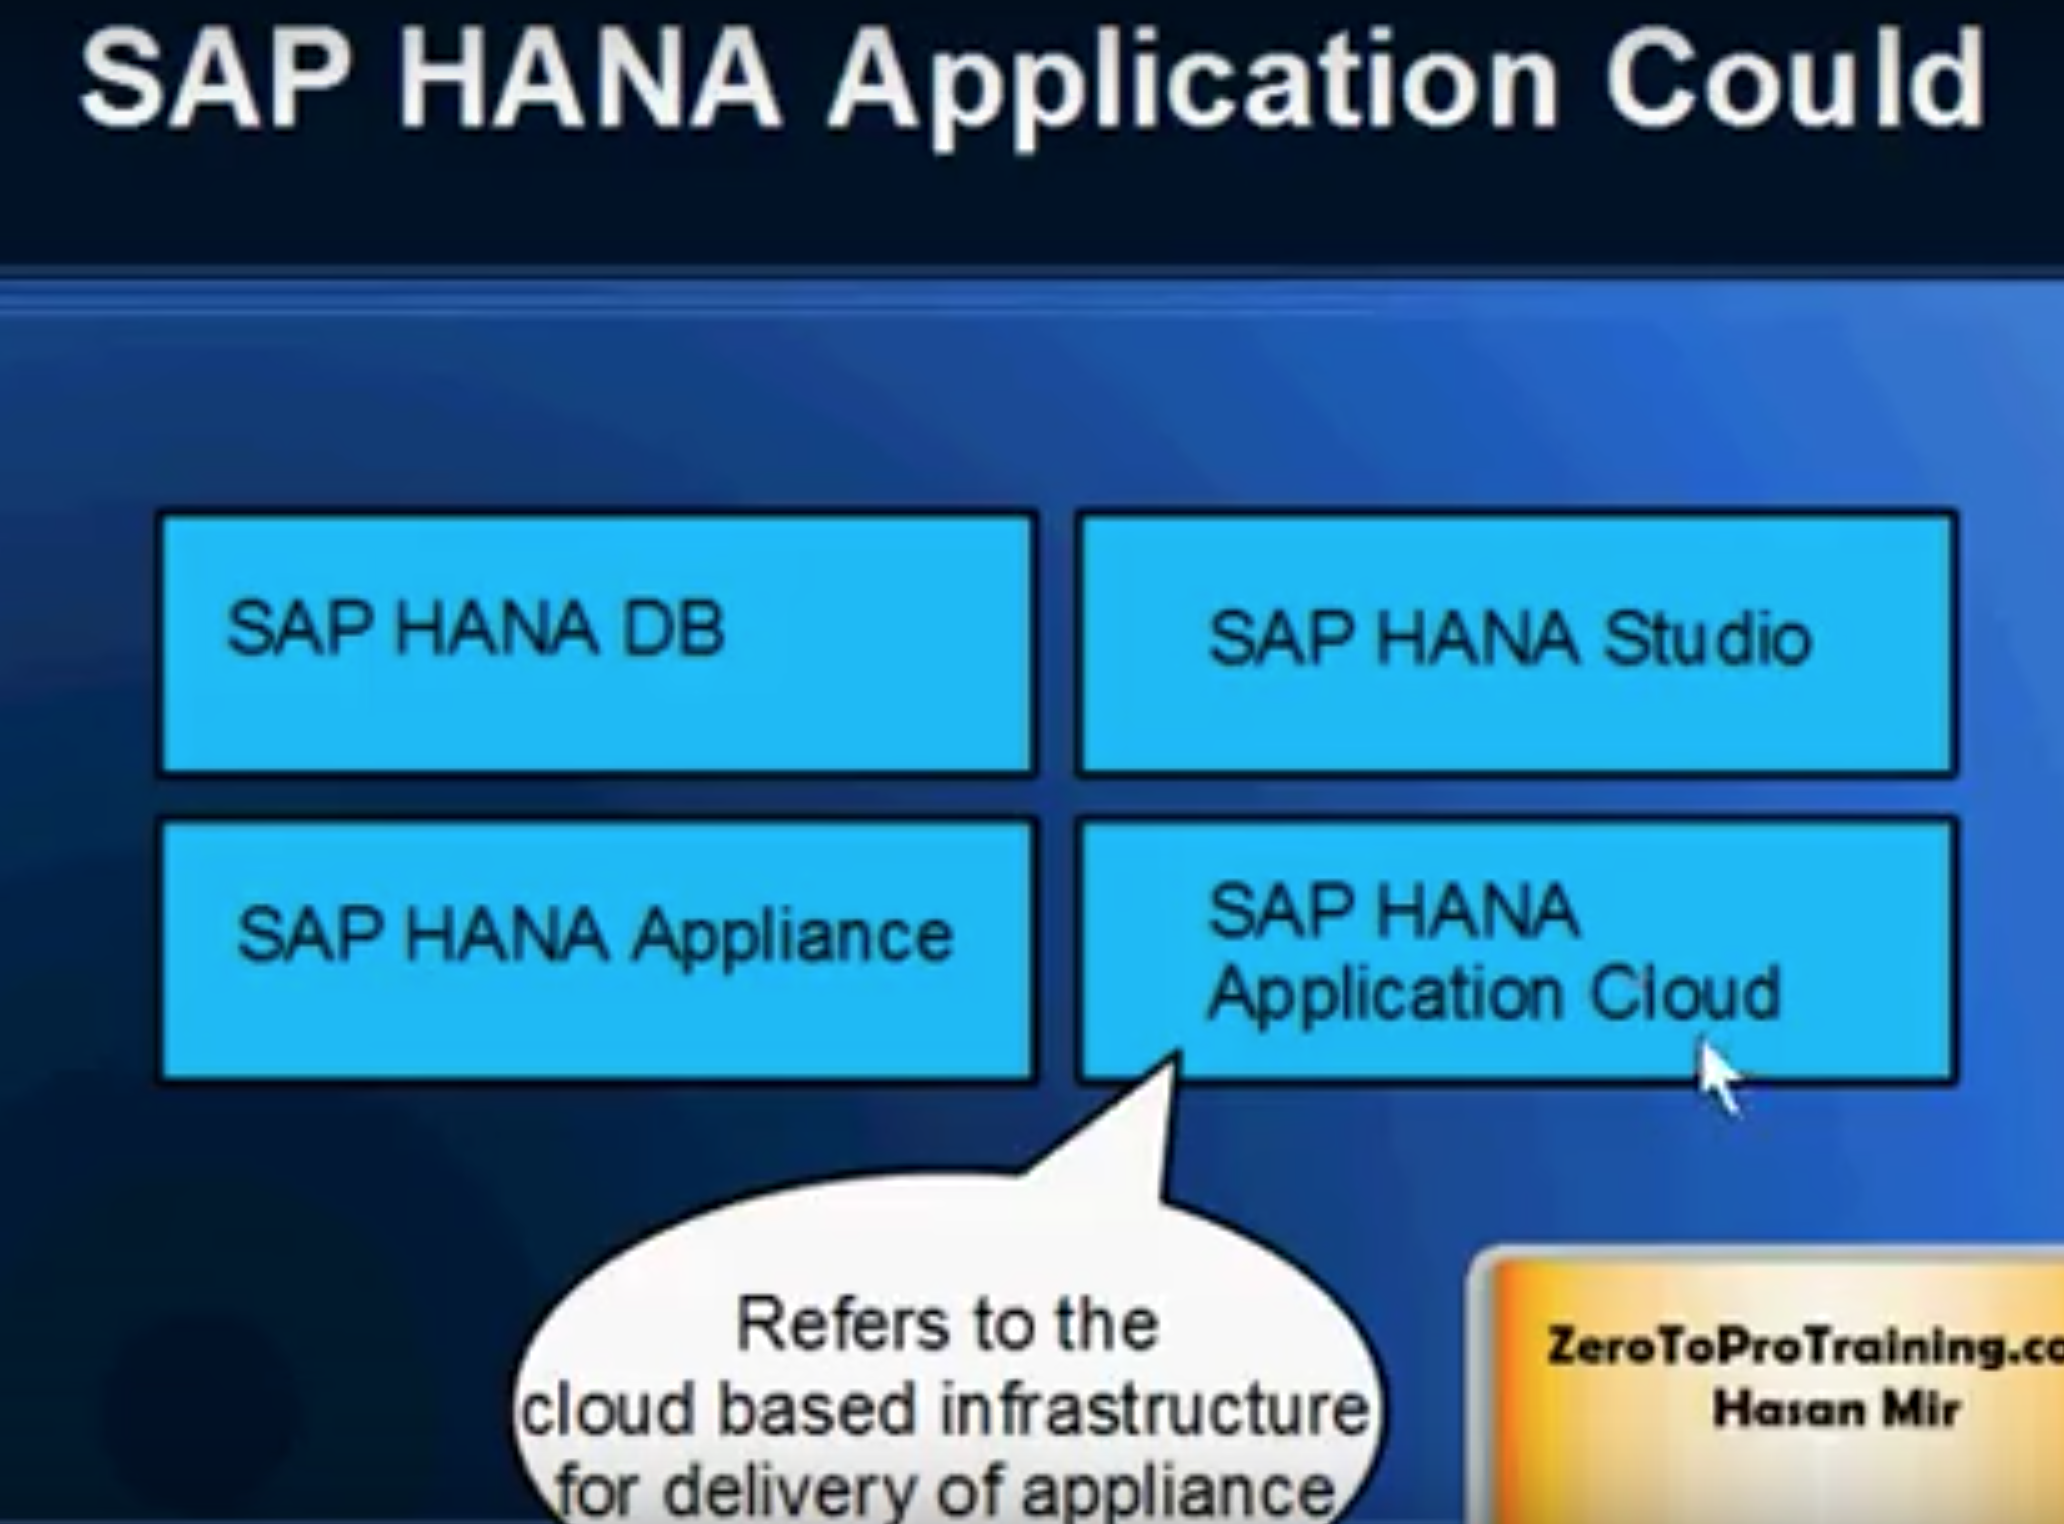 SAP HANA Application Could
SAP HANA DB
SAP HANA Studio
SAP HANA Appliance
SAP HANA
Application Cloud
Refers to the
cloud based infrastructure
for delivery of appliance
ZeroToProTraining.co
Hasan Mir